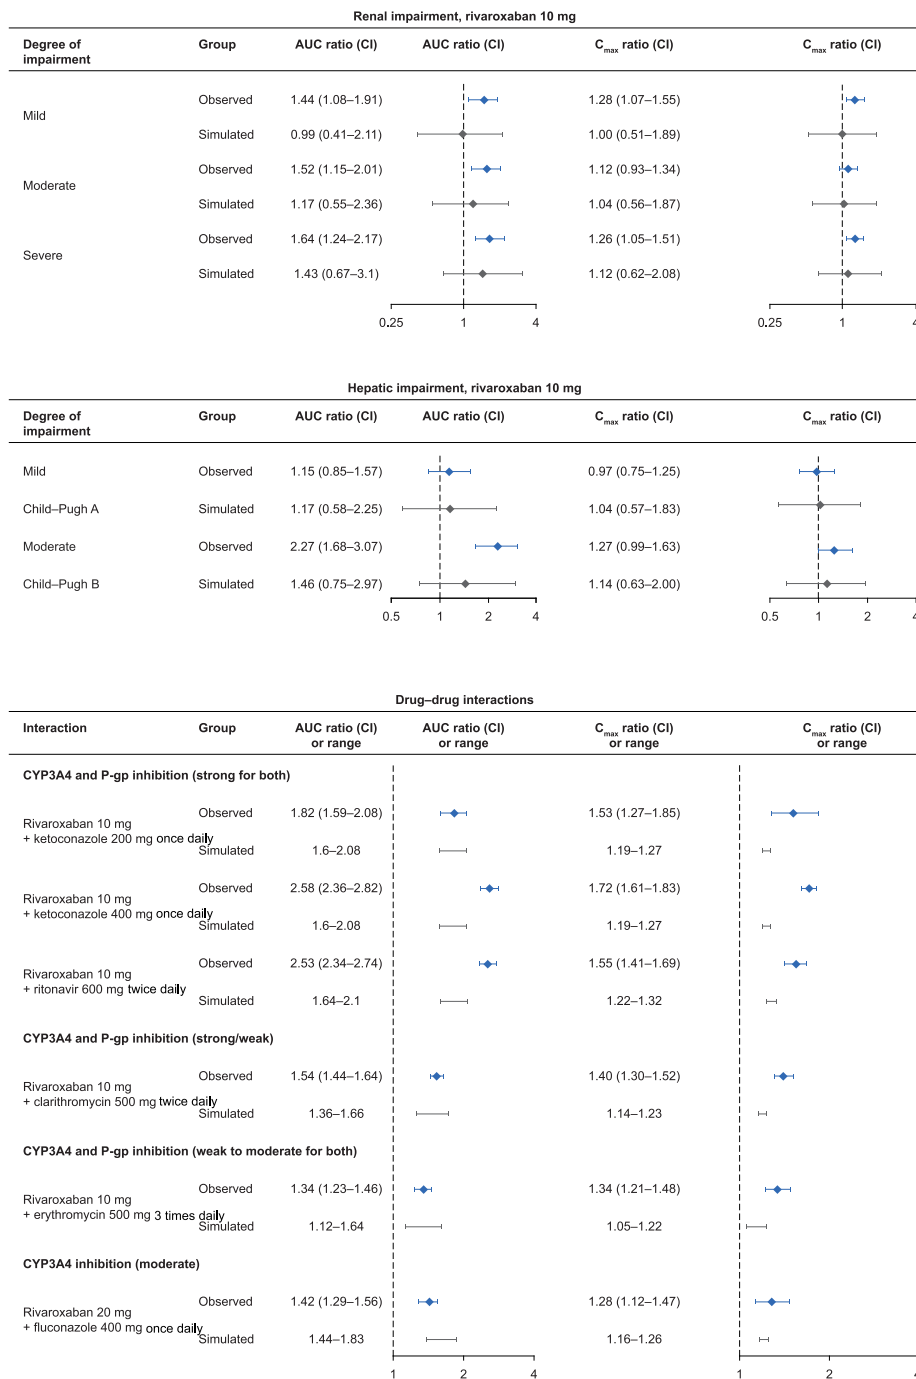 Renal impairment, rivaroxaban 10 mg
Degree of impairment Group AUC ratio (CI) AUC ratio (CI) Cmax ratio (CI) Cmax ratio (CI)
Mild
Observed 1.44 (1.08–1.91) 1.28 (1.07–1.55)
Simulated 0.99 (0.41–2.11) 1.00 (0.51–1.89)
Moderate
Observed 1.52 (1.15–2.01) 1.12 (0.93–1.34)
Simulated 1.17 (0.55–2.36) 1.04 (0.56–1.87)
Severe
Observed 1.64 (1.24–2.17) 1.26 (1.05–1.51)
Simulated 1.43 (0.67–3.1) 1.12 (0.62–2.08)
0.25 1 4 0.25 1 4
Hepatic impairment, rivaroxaban 10 mg
Degree of impairment Group AUC ratio (CI) AUC ratio (CI) Cmax ratio (CI) Cmax ratio (CI)
Mild Observed 1.15 (0.85–1.57) 0.97 (0.75–1.25)
Child–Pugh A Simulated 1.17 (0.58–2.25) 1.04 (0.57–1.83)
Moderate Observed 2.27 (1.68–3.07) 1.27 (0.99–1.63)
Child–Pugh B Simulated 1.46 (0.75–2.97) 1.14 (0.63–2.00)
0.5 1 2 4 0.5 1 2 4
Drug–drug interactions
Interaction Group AUC ratio (CI) or range AUC ratio (CI) or range Cmax ratio (CI) or range Cmax ratio (CI) or range
CYP3A4 and P-gp inhibition (strong for both)
Rivaroxaban 10 mg
+ ketoconazole 200 mg once daily
Observed 1.82 (1.59–2.08) 1.53 (1.27–1.85)
Simulated 1.6–2.08 1.19–1.27
Rivaroxaban 10 mg
+ ketoconazole 400 mg once daily
Observed 2.58 (2.36–2.82) 1.72 (1.61–1.83)
Simulated 1.6–2.08 1.19–1.27
Rivaroxaban 10 mg
+ ritonavir 600 mg twice daily
Observed 2.53 (2.34–2.74) 1.55 (1.41–1.69)
Simulated 1.64–2.1 1.22–1.32
CYP3A4 and P-gp inhibition (strong/weak)
Rivaroxaban 10 mg
+ clarithromycin 500 mg twice daily
Observed 1.54 (1.44–1.64) 1.40 (1.30–1.52)
Simulated 1.36–1.66 1.14–1.23
CYP3A4 and P-gp inhibition (weak to moderate for both)
Rivaroxaban 10 mg
+ erythromycin 500 mg 3 times daily
Observed 1.34 (1.23–1.46) 1.34 (1.21–1.48)
Simulated 1.12–1.64 1.05–1.22
CYP3A4 inhibition (moderate)
Rivaroxaban 20 mg
+ fluconazole 400 mg once daily
Observed 1.42 (1.29–1.56) 1.28 (1.12–1.47)
Simulated 1.44–1.83 1.16–1.26
1 2 4 1 2 4